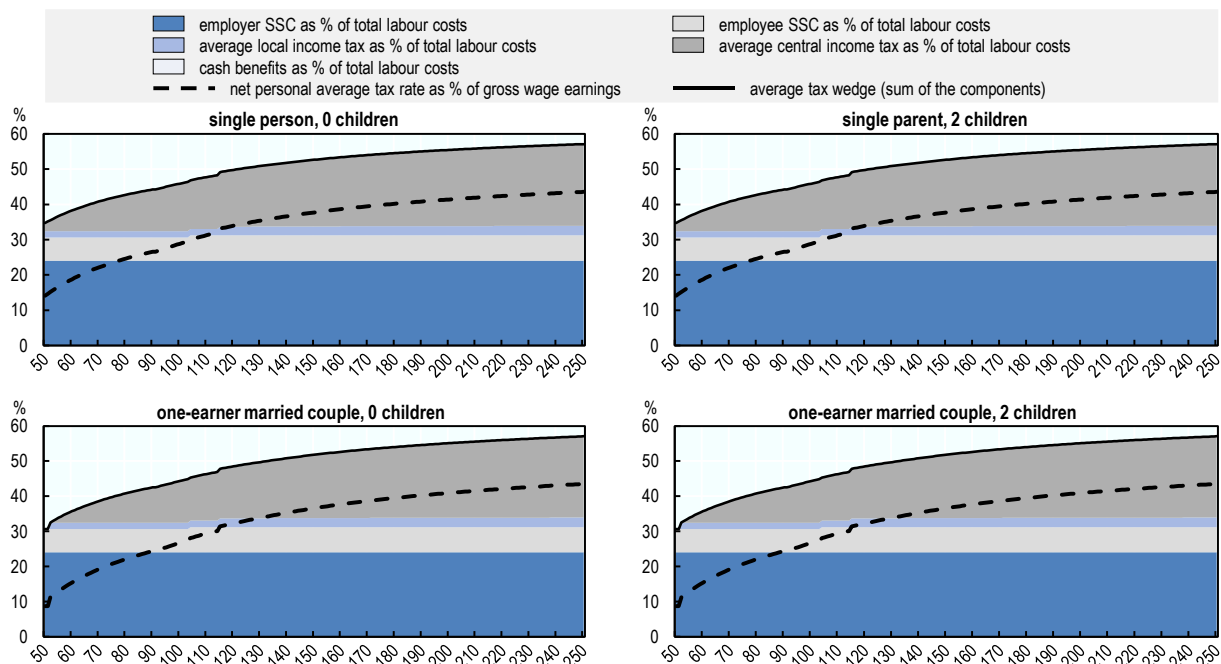 employer SSC as % of total labour costs
employee SSC as % of total labour costs
average local income tax as % of total labour costs
average central income tax as % of total labour costs
cash benefits as % of total labour costs
net personal average tax rate as % of gross wage earnings
average tax wedge (sum of the components)
%
single person, 0 children
60
50
40
30
20
10
0
50 60 70 80 90 100 110 120 130 140 150 160 170 180 190 200 210 220 230 240 250
%
single parent, 2 children
60
50
40
30
20
10
0
50 60 70 80 90 100 110 120 130 140 150 160 170 180 190 200 210 220 230 240 250
%
one-earner married couple, 0 children
60
50
40
30
20
10
0
50 60 70 80 90 100 110 120 130 140 150 160 170 180 190 200 210 220 230 240 250
%
one-earner married couple, 2 children
60
50
40
30
20
10
0
50 60 70 80 90 100 110 120 130 140 150 160 170 180 190 200 210 220 230 240 250